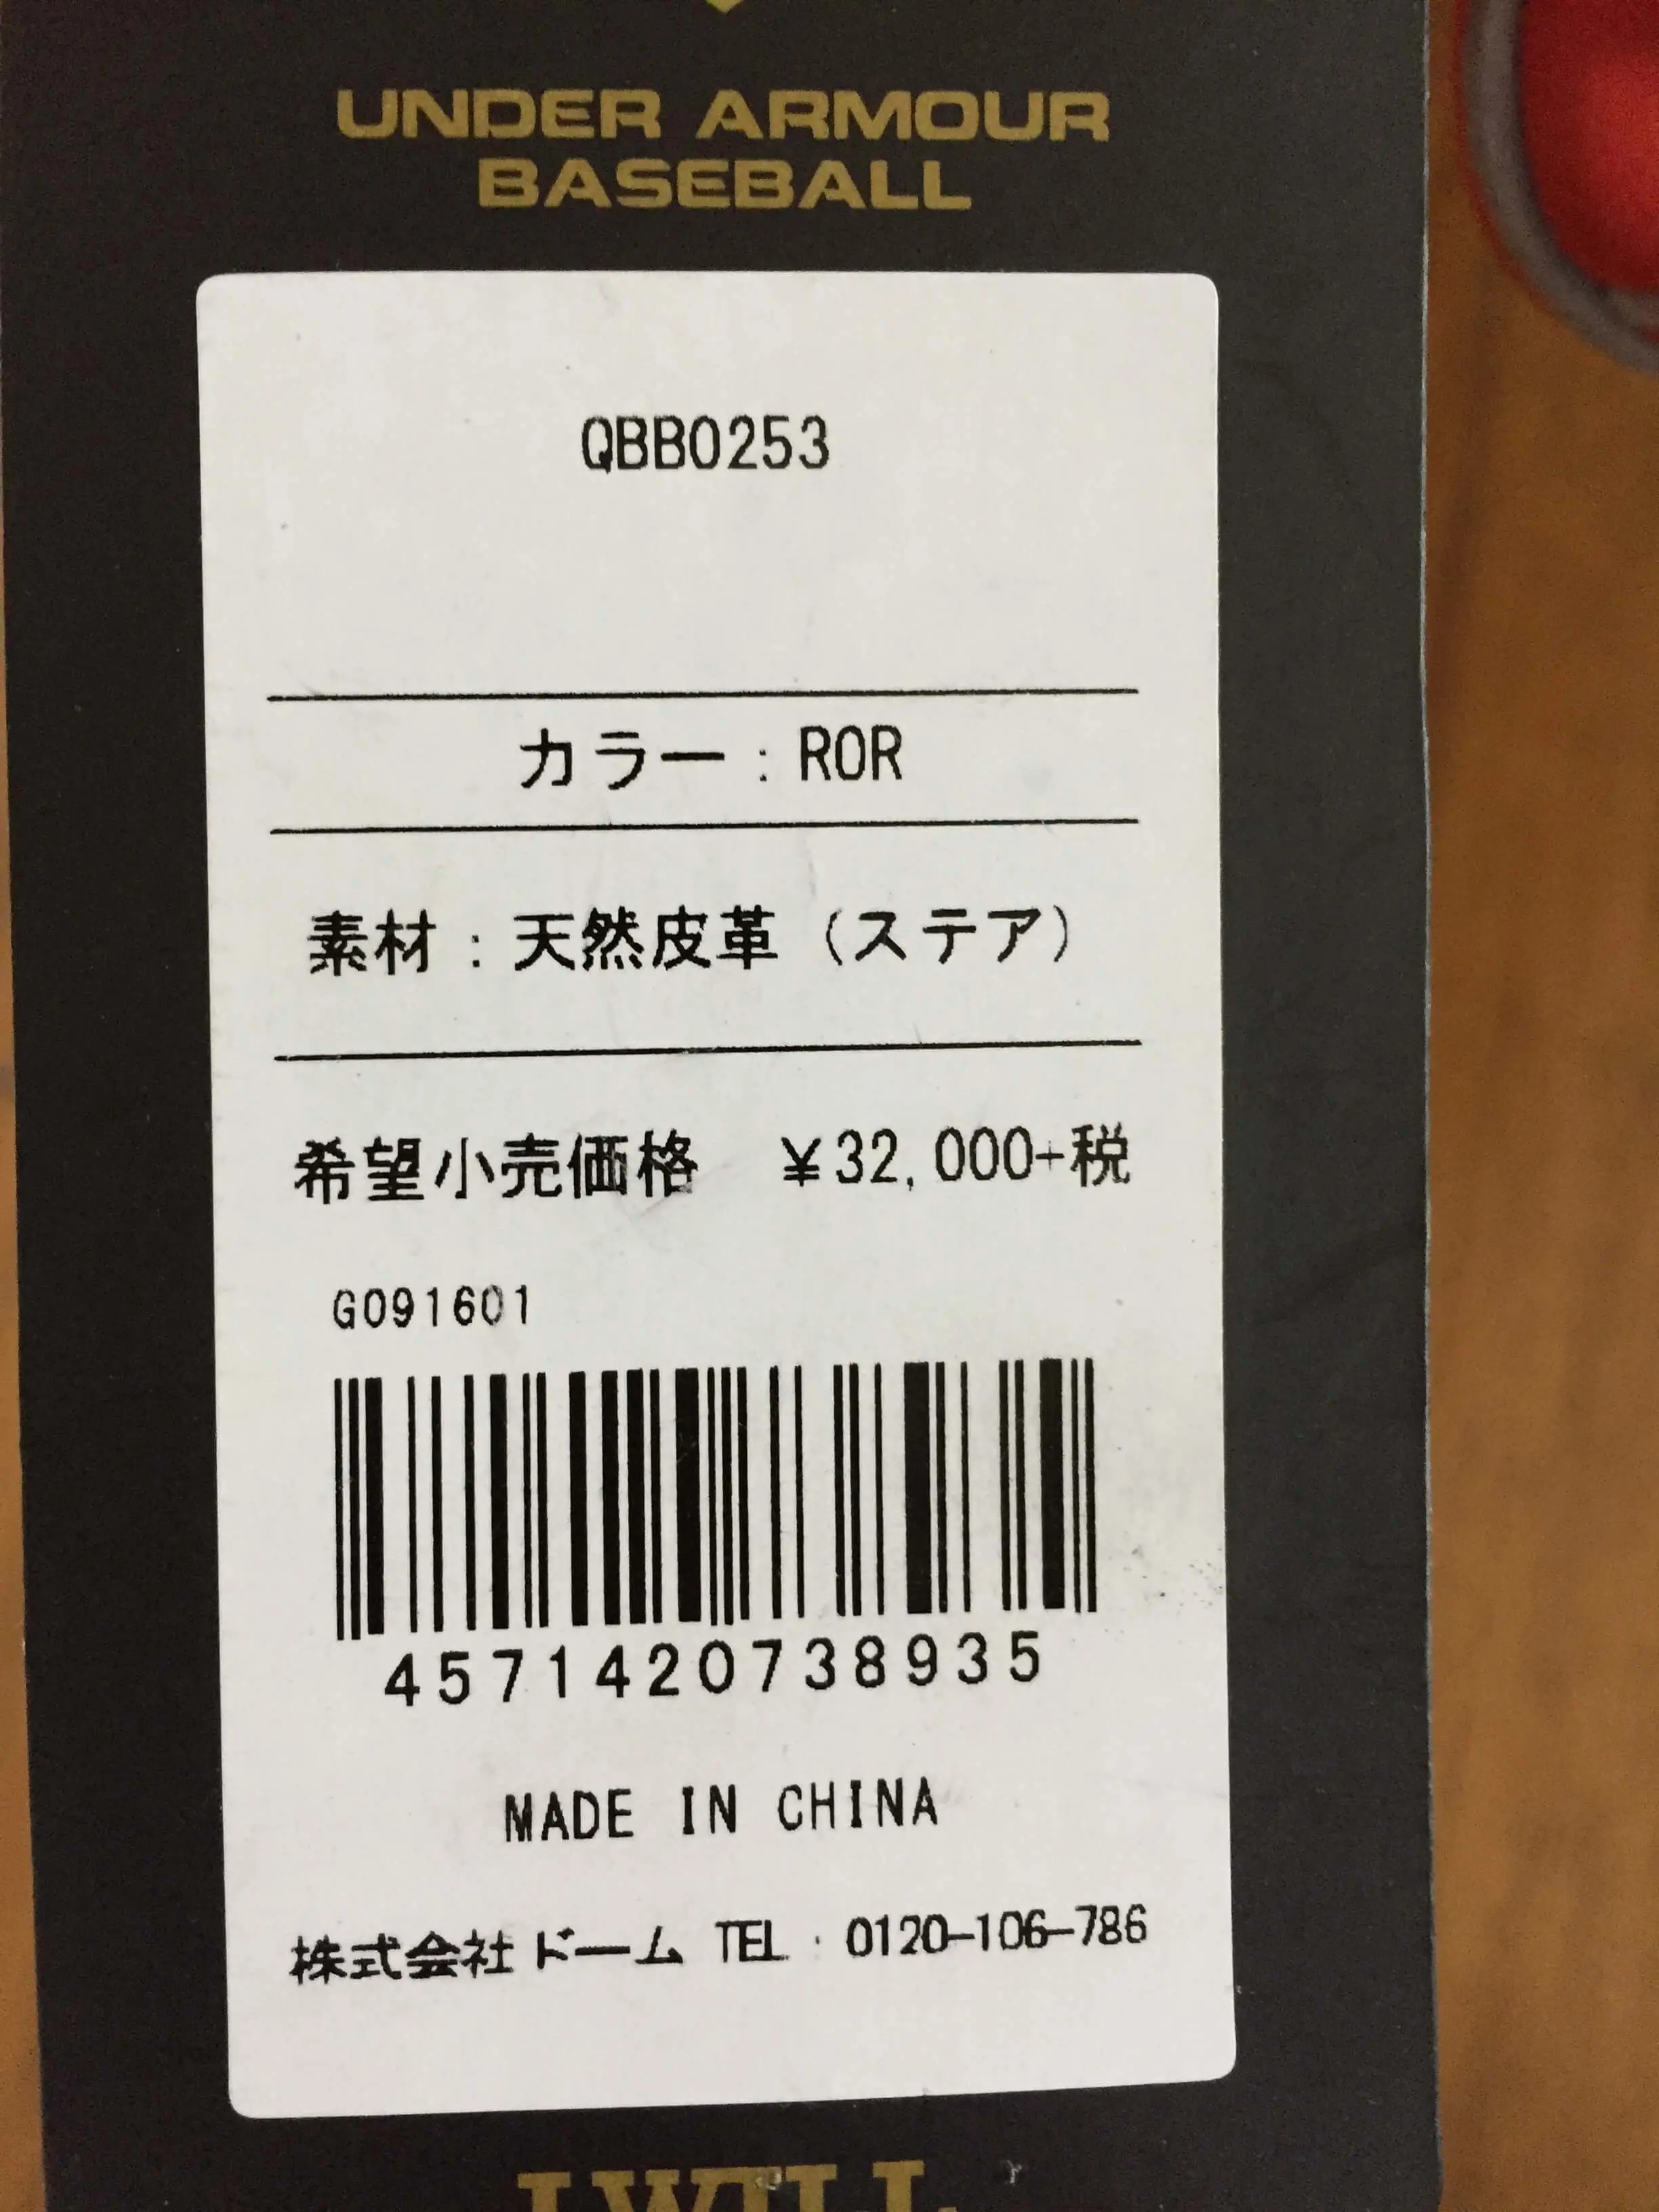 UNDER ARMOUR
BASEBALL
QBB0253
カラー : ROR
素材 : 天然皮革 (ステア)
希望小売価格 ¥32,000+税
G091601
4571420738935
MADE IN CHINA
株式会社 ドーム TEL : 0120-106-786
I WILL